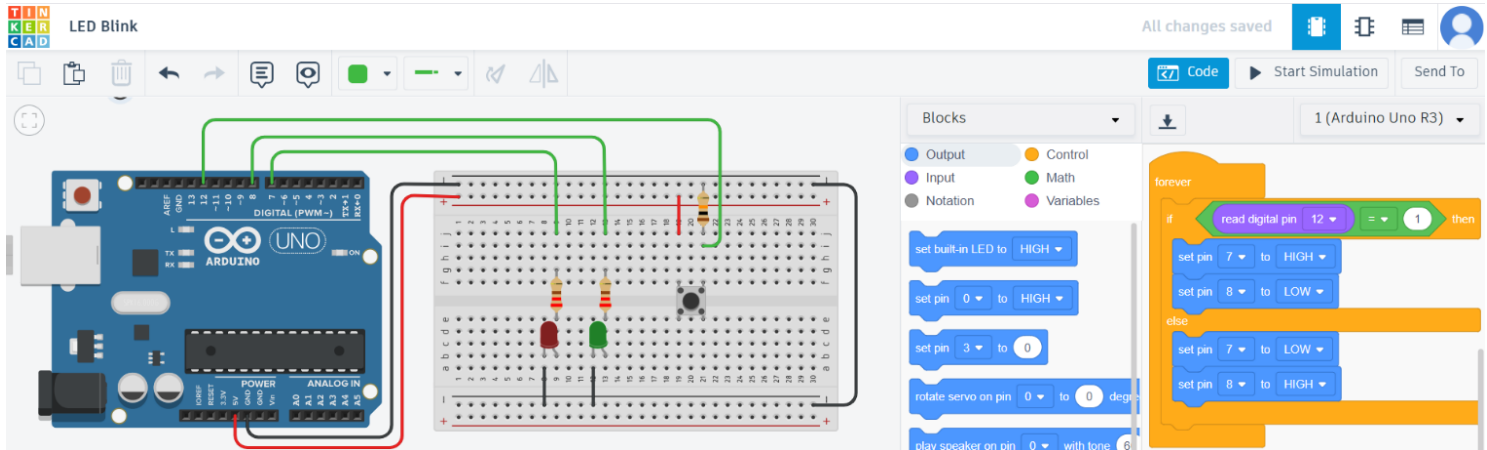 TIN
KER
CAD
LED Blink
All changes saved
Code
Start Simulation
Send To
Blocks
1 (Arduino Uno R3)
Output
Control
Input
Math
Notation
Variables
set built-in LED to HIGH
set pin 0 to HIGH
set pin 3 to 0
rotate servo on pin 0 to 0 degre
play speaker on pin 0 with tone 6
forever
if read digital pin 12 = 1 then
set pin 7 to HIGH
set pin 8 to LOW
else
set pin 7 to LOW
set pin 8 to HIGH
AREF
GND
13
12
~11
~10
~9
8
7
~6
~5
4
~3
2
TX→1
RX←0
DIGITAL (PWM~)
L
TX
RX
UNO
ARDUINO
ON
IOREF
RESET
3.3V
5V
GND
GND
Vin
POWER
ANALOG IN
A0
A1
A2
A3
A4
A5